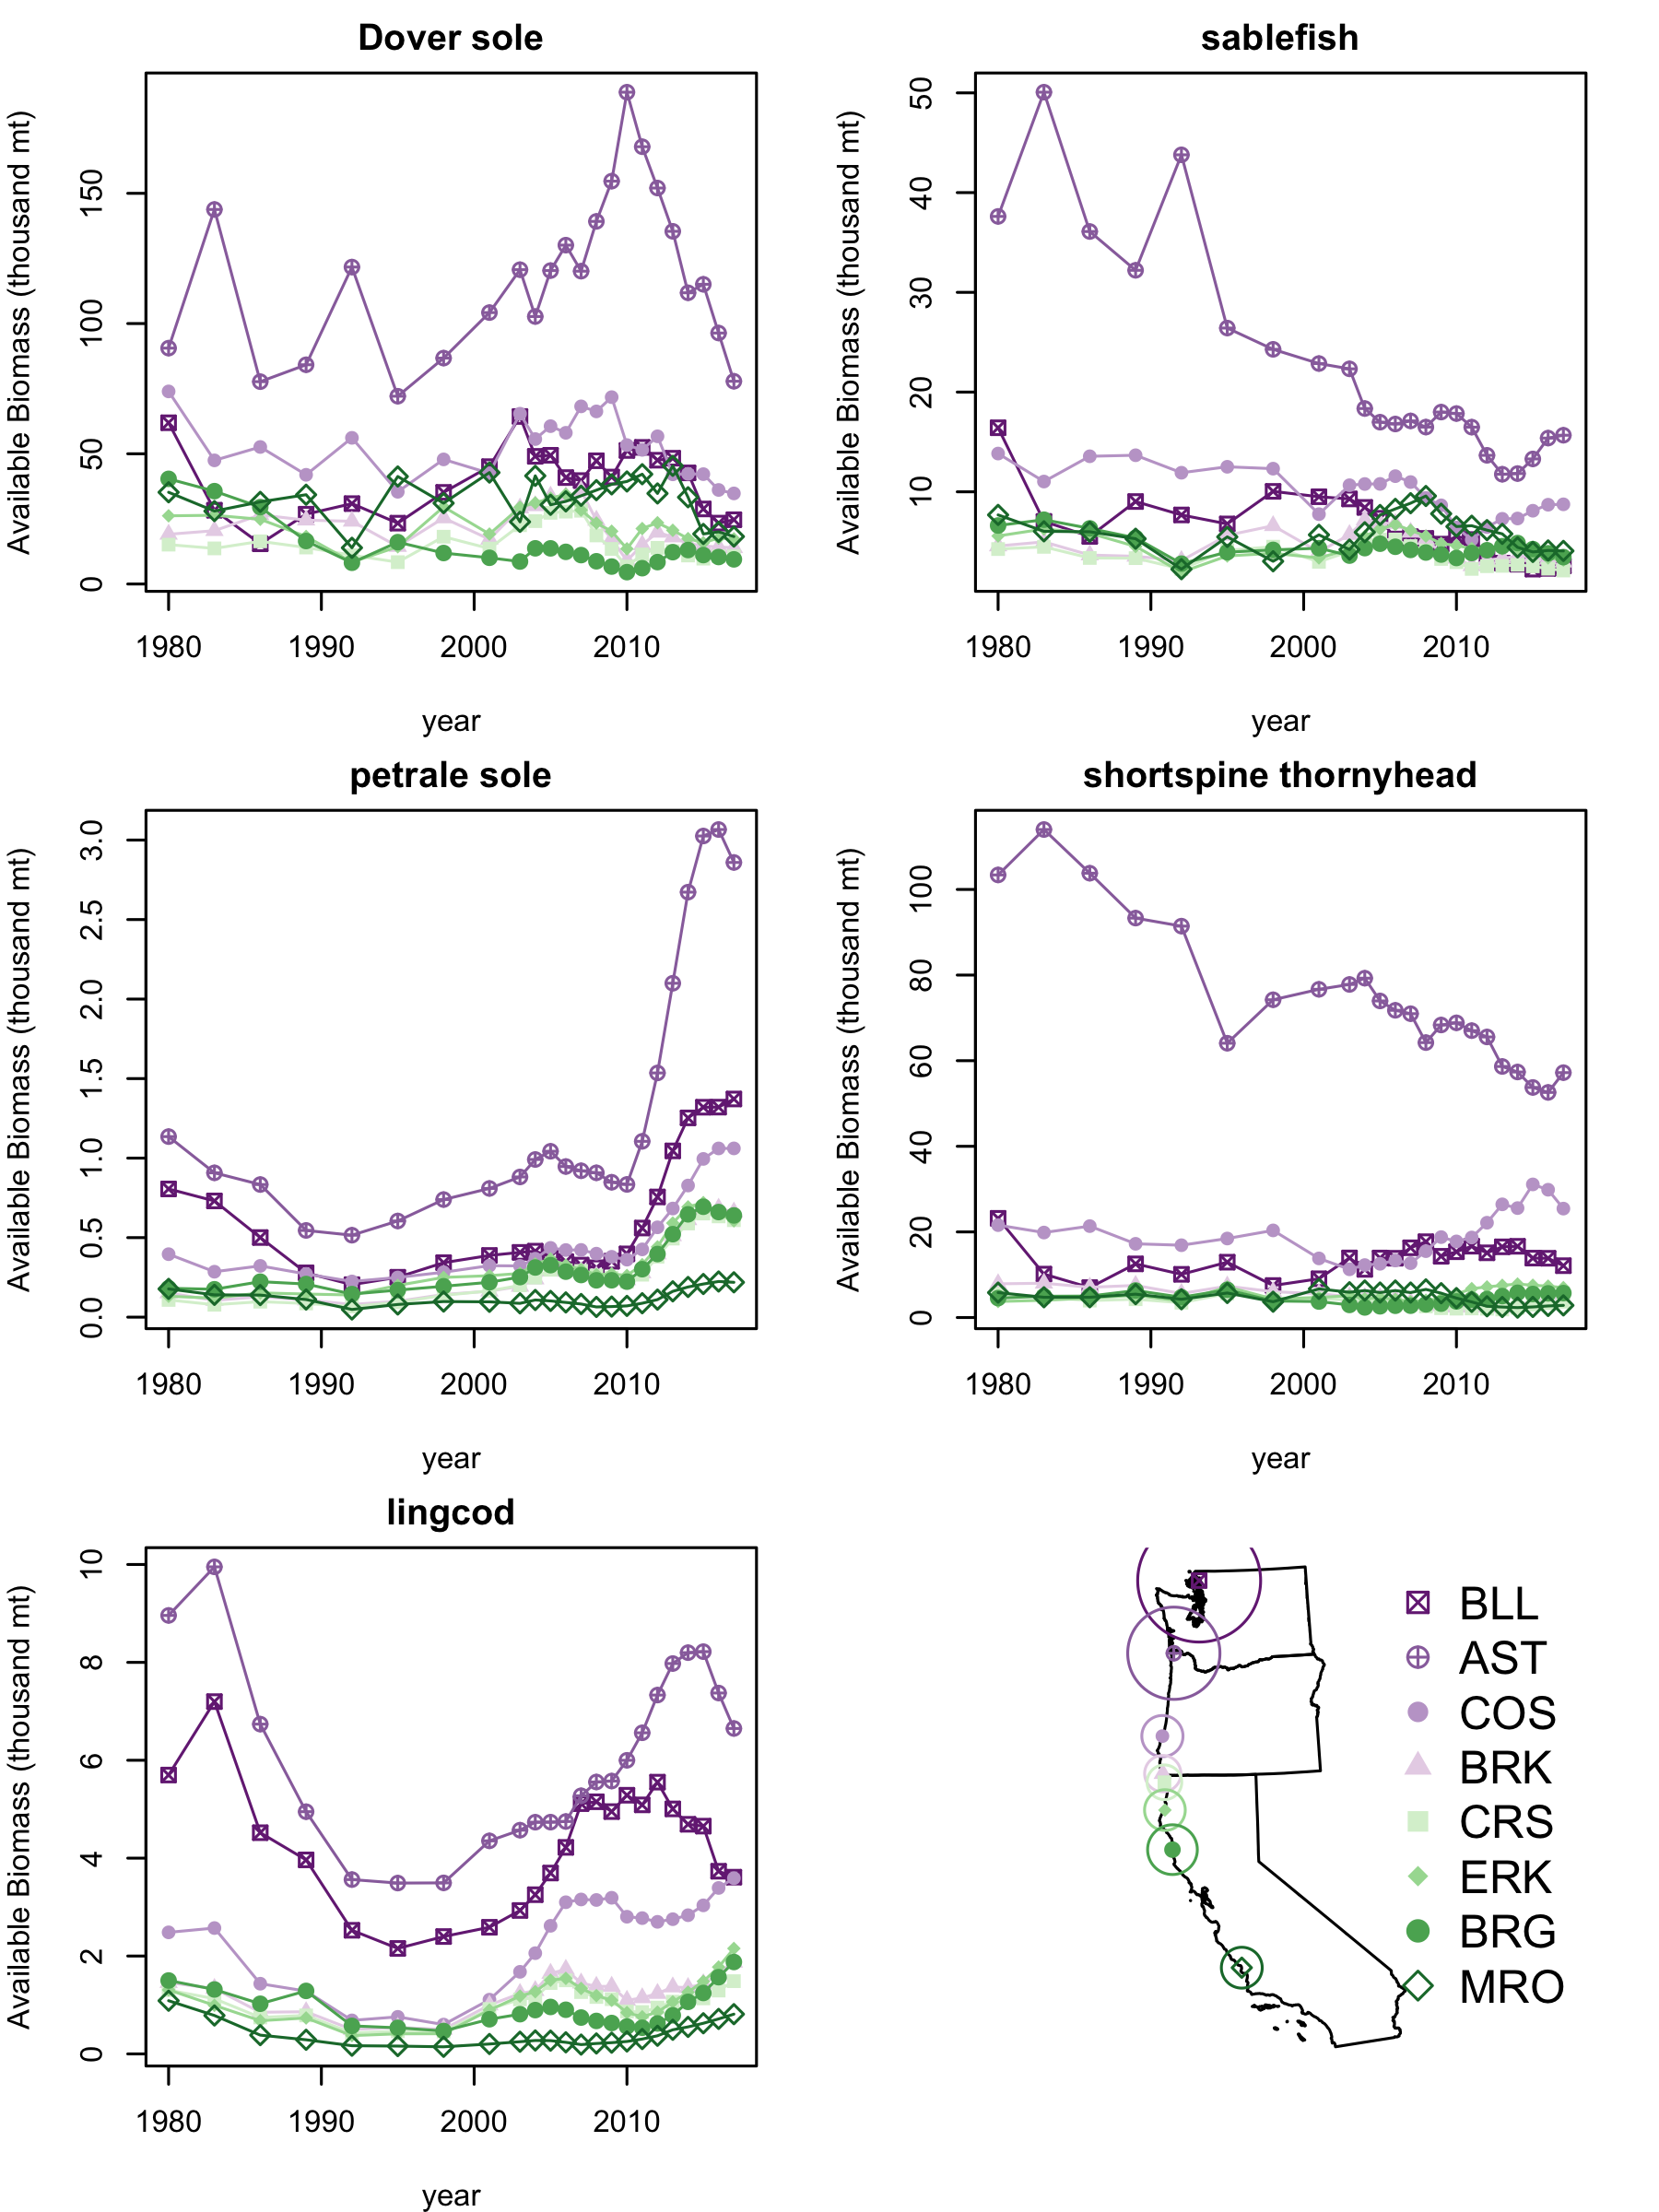 Dover sole
Available Biomass (thousand mt)
0 50 100 150
1980 1990 2000 2010
year
sablefish
Available Biomass (thousand mt)
10 20 30 40 50
1980 1990 2000 2010
year
petrale sole
Available Biomass (thousand mt)
0.0 0.5 1.0 1.5 2.0 2.5 3.0
1980 1990 2000 2010
year
shortspine thornyhead
Available Biomass (thousand mt)
0 20 40 60 80 100
1980 1990 2000 2010
year
lingcod
Available Biomass (thousand mt)
0 2 4 6 8 10
1980 1990 2000 2010
year
BLL
AST
COS
BRK
CRS
ERK
BRG
MRO